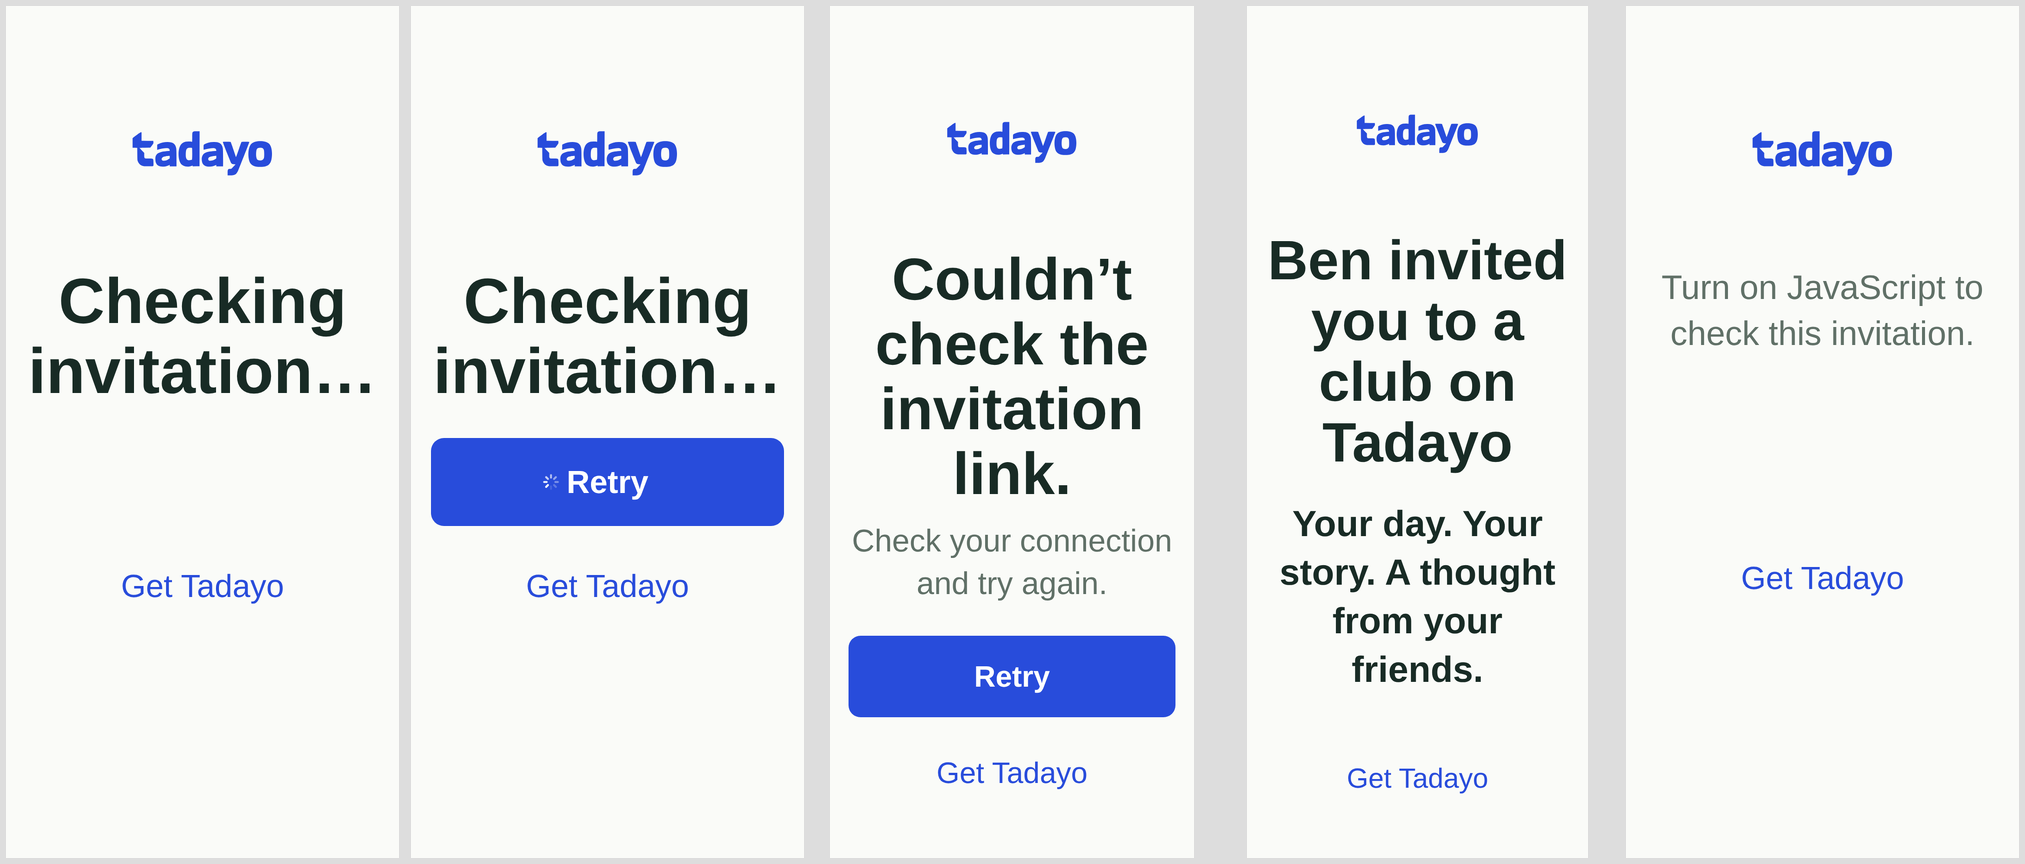 tadayo
Checking
invitation…
Get Tadayo
tadayo
Checking
invitation…
Retry
Get Tadayo
tadayo
Couldn’t
check the
invitation
link.
Check your connection
and try again.
Retry
Get Tadayo
tadayo
Ben invited
you to a
club on
Tadayo
Your day. Your
story. A thought
from your
friends.
Get Tadayo
tadayo
Turn on JavaScript to
check this invitation.
Get Tadayo